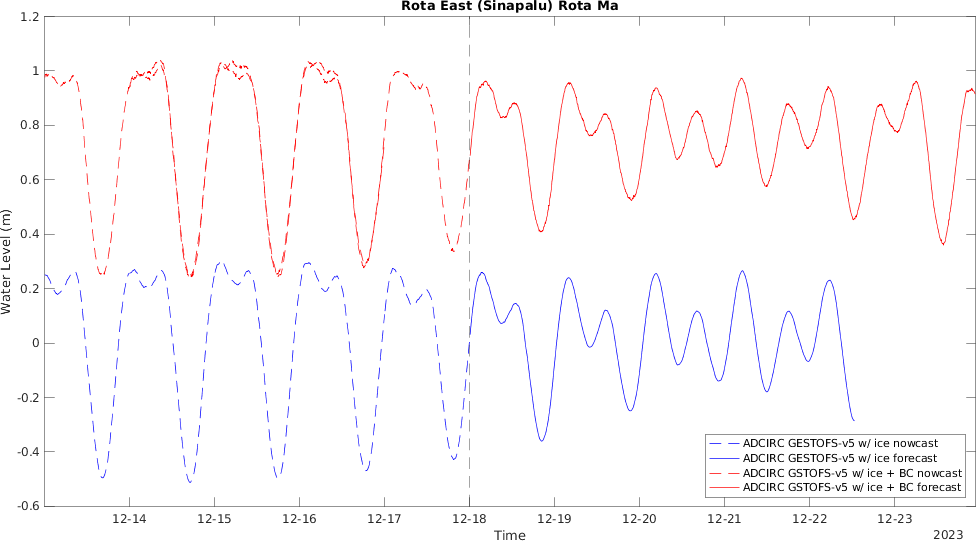 Rota East (Sinapalu) Rota Ma
Water Level (m)
1.2
1
0.8
0.6
0.4
0.2
0
-0.2
-0.4
-0.6
ADCIRC GESTOFS-v5 w/ ice nowcast
ADCIRC GESTOFS-v5 w/ ice forecast
ADCIRC GSTOFS-v5 w/ ice + BC nowcast
ADCIRC GSTOFS-v5 w/ ice + BC forecast
12-14 12-15 12-16 12-17 12-18 12-19 12-20 12-21 12-22 12-23
Time
2023